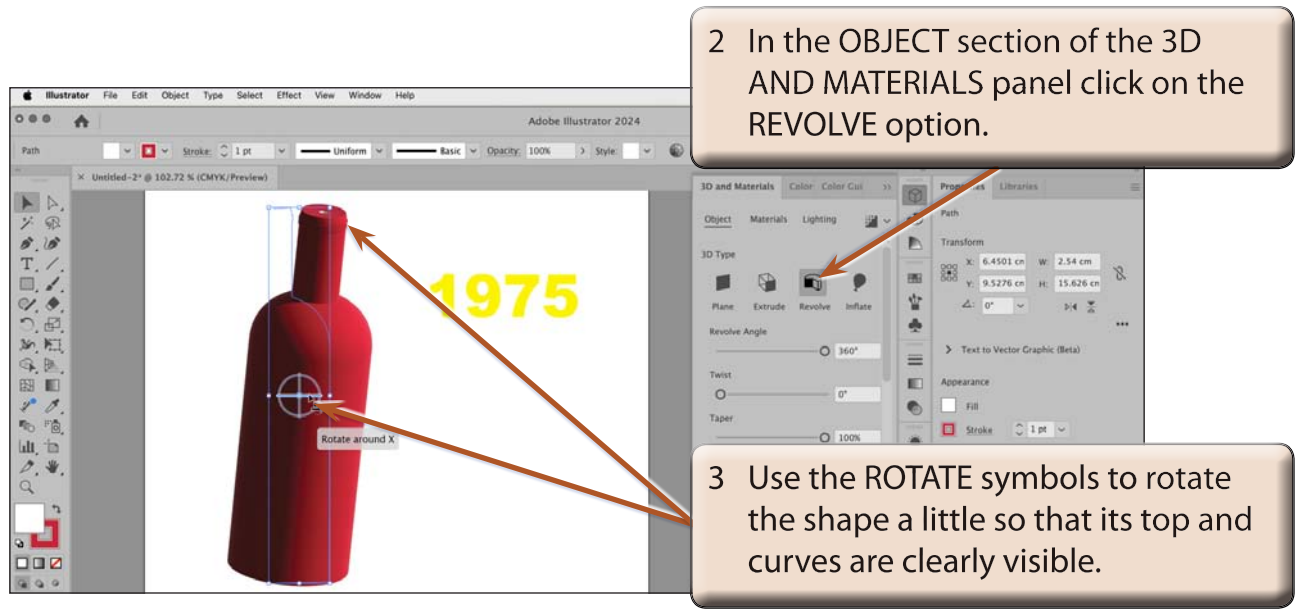 2 In the OBJECT section of the 3D
AND MATERIALS panel click on the
REVOLVE option.
Illustrator File Edit Object Type Select Effect View Window Help
Adobe Illustrator 2024
Path Stroke: 1 pt Uniform Basic Opacity: 100% Style:
× Untitled-2* @ 102.72 % (CMYK/Preview)
1975
Rotate around X
3D and Materials Color Color Gui
Object Materials Lighting
3D Type
Plane Extrude Revolve Inflate
Revolve Angle
360°
Twist
0°
Taper
100%
Libraries
Path
Transform
X: 6.4501 cn W: 2.54 cm
Y: 9.5276 cn H: 15.626 cn
0°
Text to Vector Graphic (Beta)
Appearance
Fill
Stroke 1 pt
3 Use the ROTATE symbols to rotate
the shape a little so that its top and
curves are clearly visible.